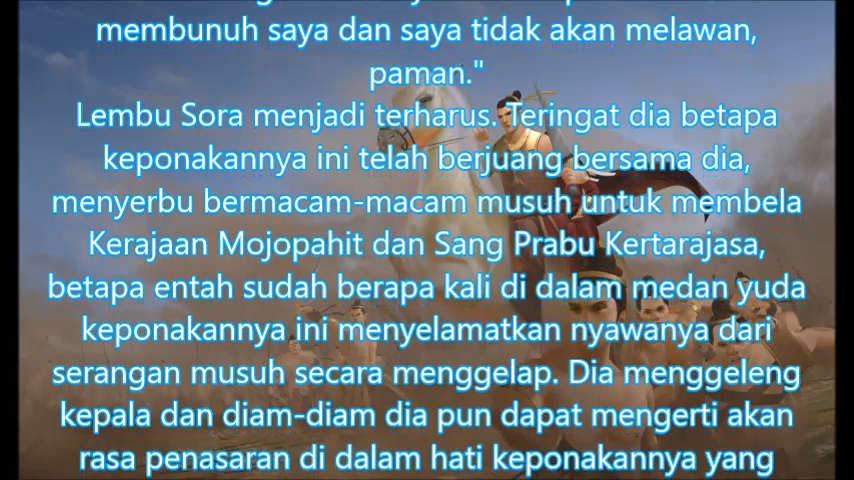 membunuh saya dan saya tidak akan melawan,
paman."
Lembu Sora menjadi terharus. Teringat dia betapa
keponakannya ini telah berjuang bersama dia,
menyerbu bermacam-macam musuh untuk membela
Kerajaan Mojopahit dan Sang Prabu Kertarajasa,
betapa entah sudah berapa kali di dalam medan yuda
keponakannya ini menyelamatkan nyawanya dari
serangan musuh secara menggelap. Dia menggeleng
kepala dan diam-diam dia pun dapat mengerti akan
rasa penasaran di dalam hati keponakannya yang